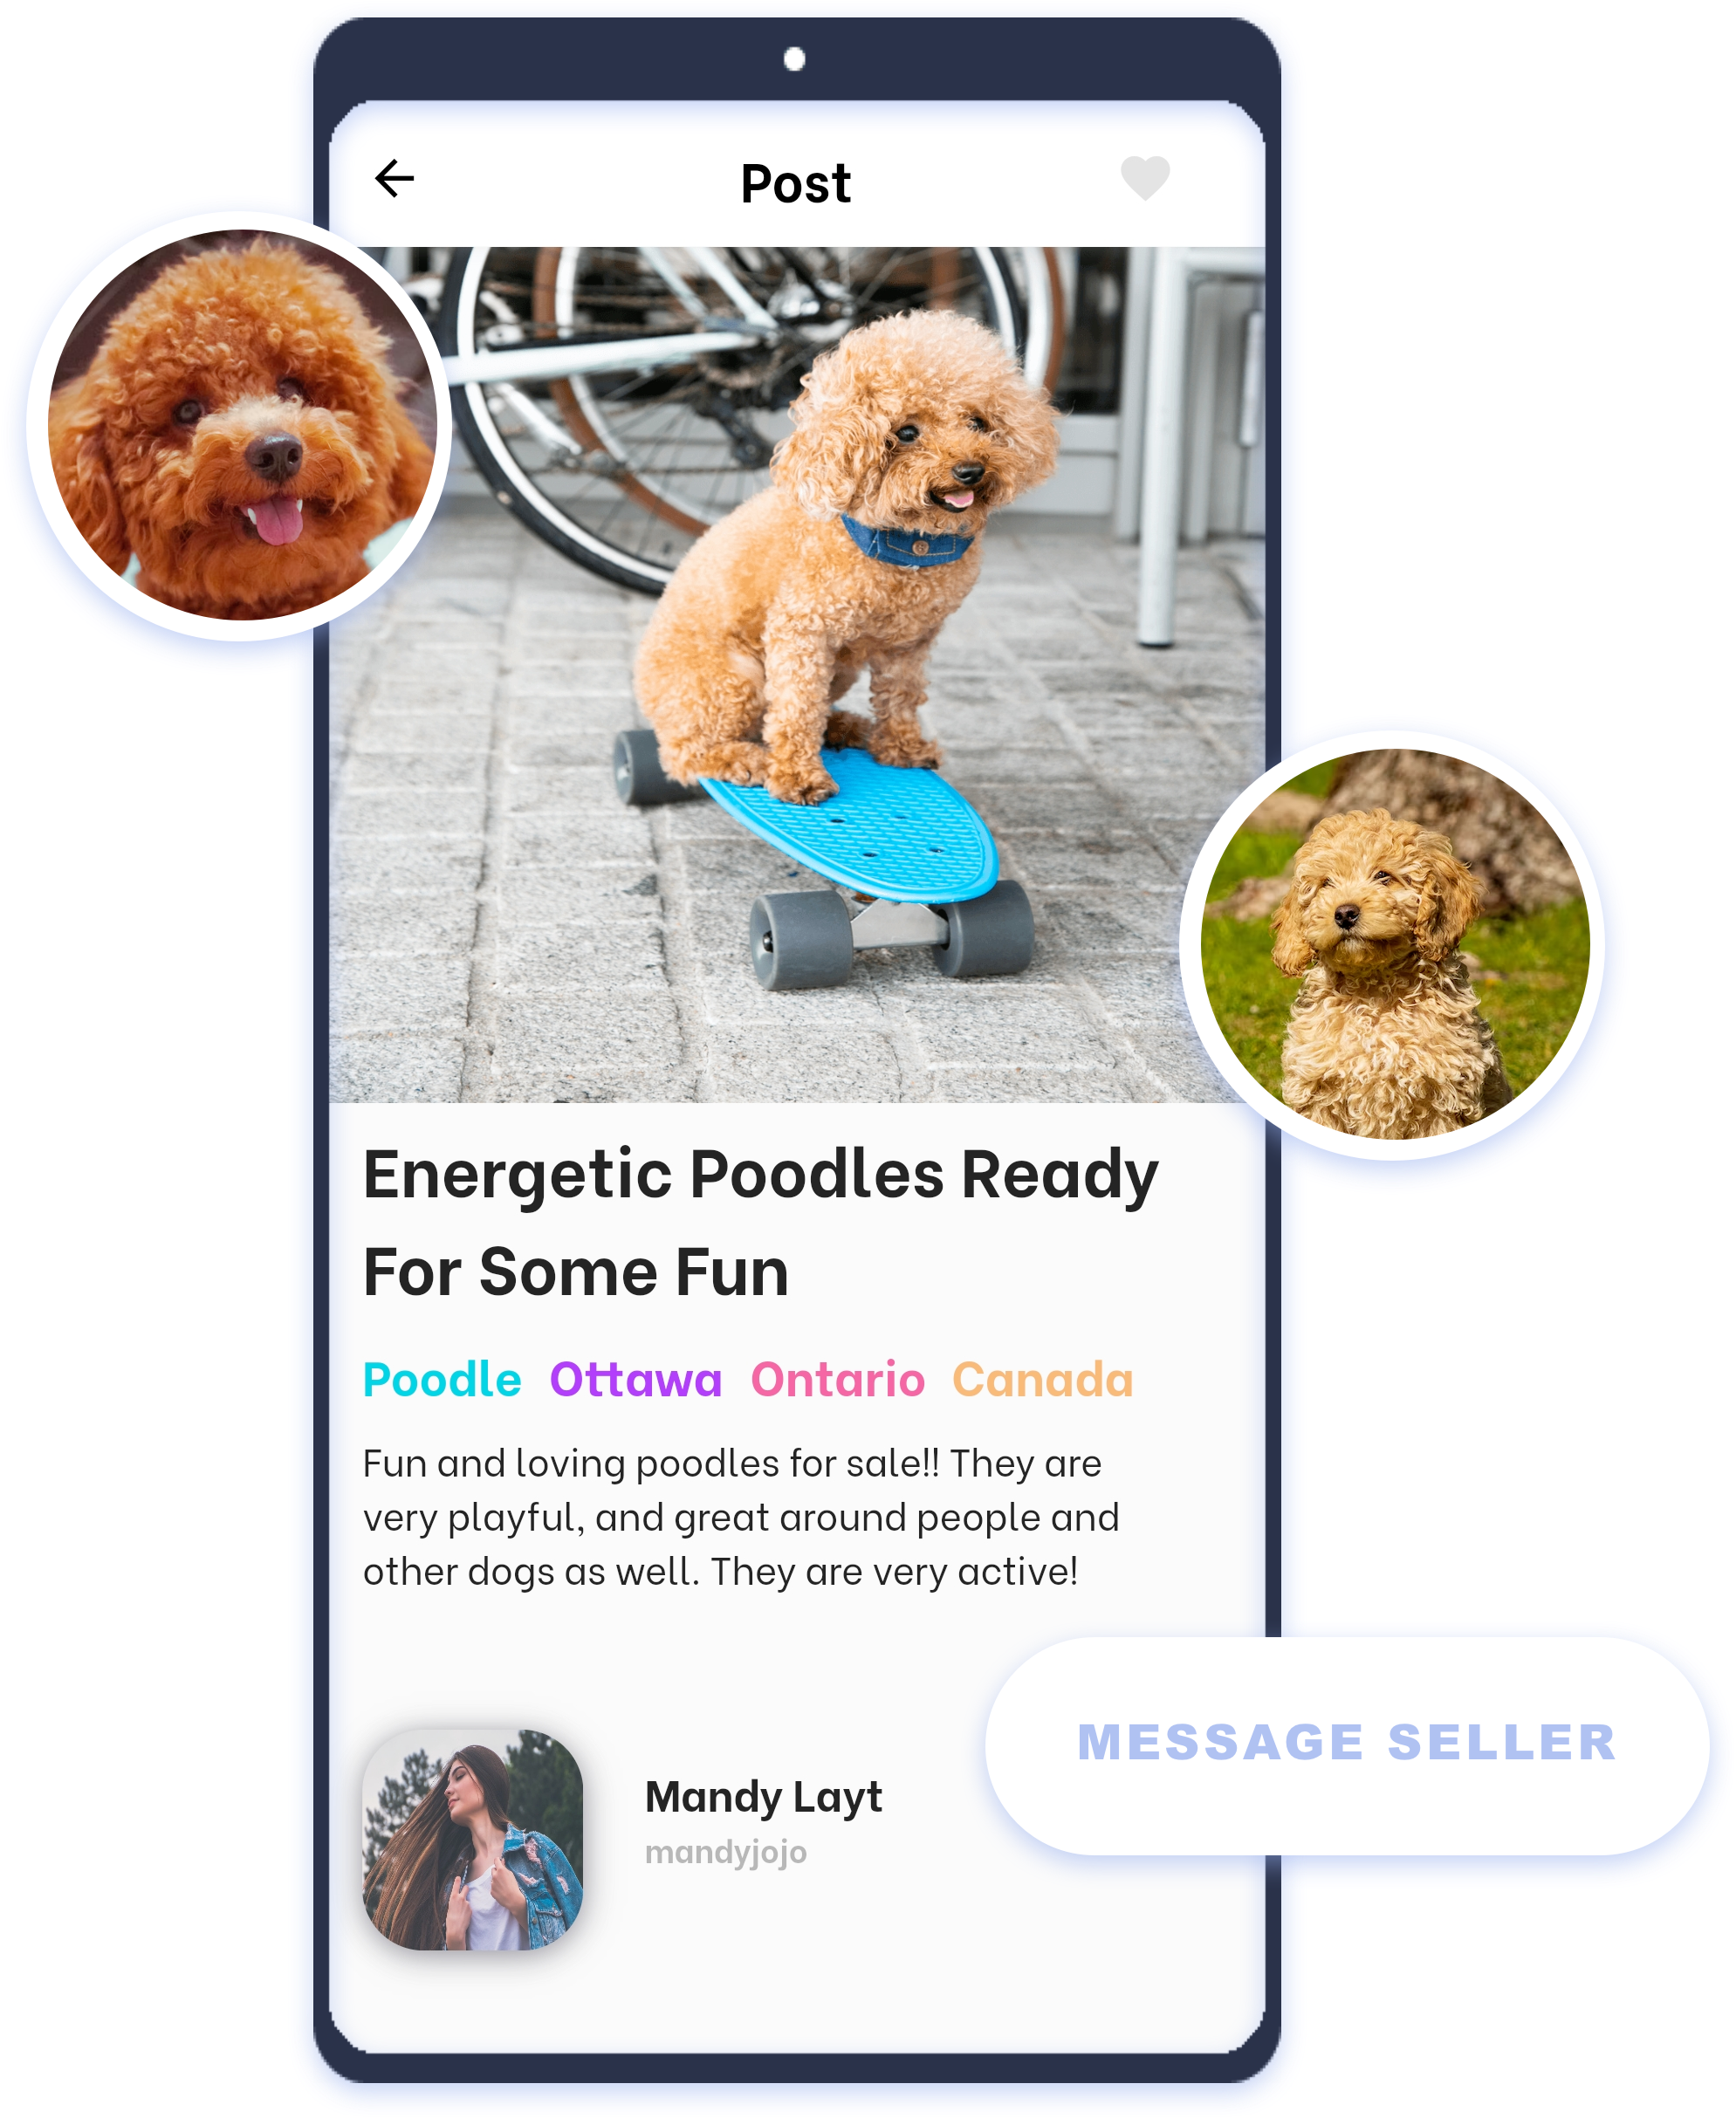 Post
Energetic Poodles Ready
For Some Fun
Poodle Ottawa Ontario Canada
Fun and loving poodles for sale!! They are
very playful, and great around people and
other dogs as well. They are very active!
MESSAGE SELLER
Mandy Layt
mandyjojo